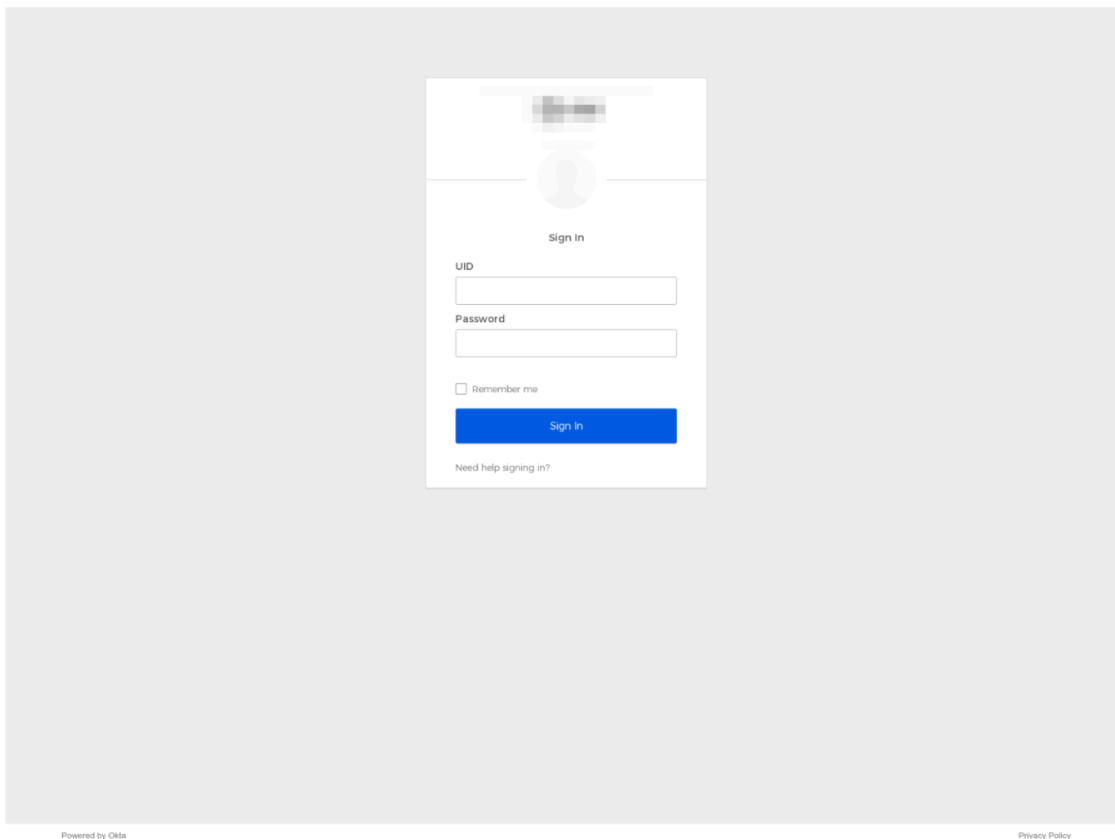 Sign In
UID
Password
Remember me
Sign In
Need help signing in?
Powered by Okta
Privacy Policy